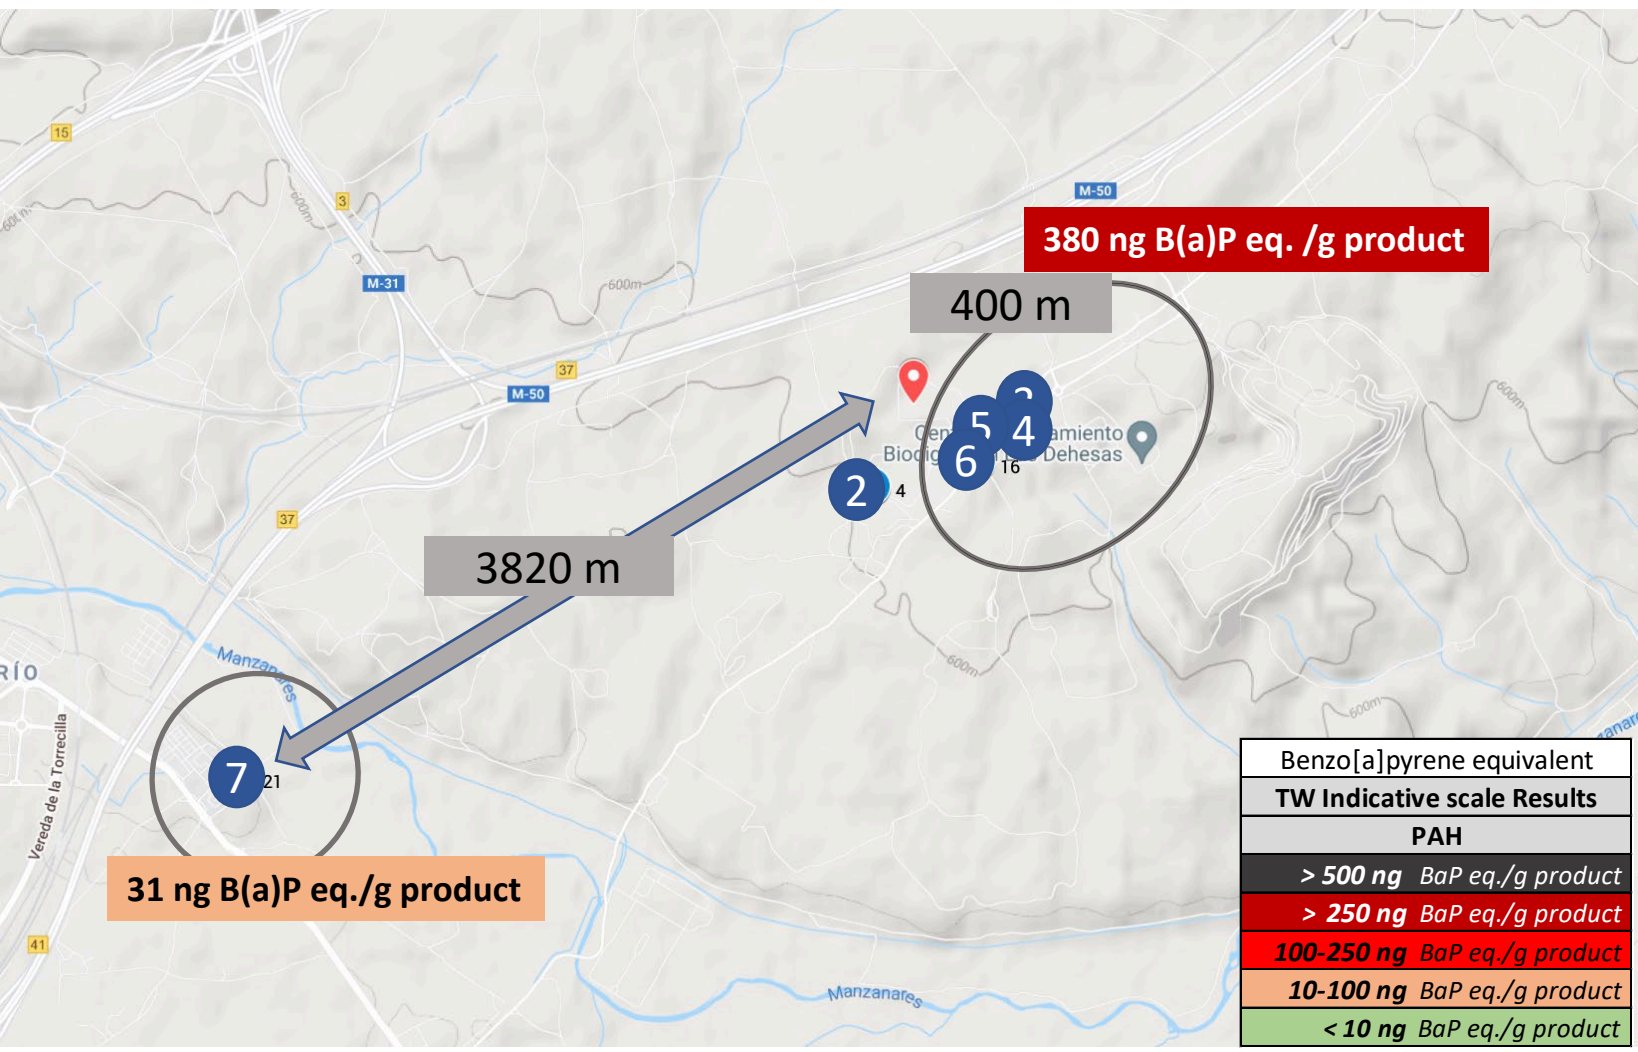 15
3
600m
600m
M-31
M-50
380 ng B(a)P eq. /g product
400 m
600m
37
M-50
600m
3
5
4
amiento
6
Dehesas
16
2
4
37
3820 m
600m
Manzanares
RÍO
600m
Vereda de la Torrecilla
7
21
31 ng B(a)P eq./g product
41
Manzanares
Benzo[a]pyrene equivalent
TW Indicative scale Results
PAH
> 500 ng BaP eq./g product
> 250 ng BaP eq./g product
100-250 ng BaP eq./g product
10-100 ng BaP eq./g product
< 10 ng BaP eq./g product